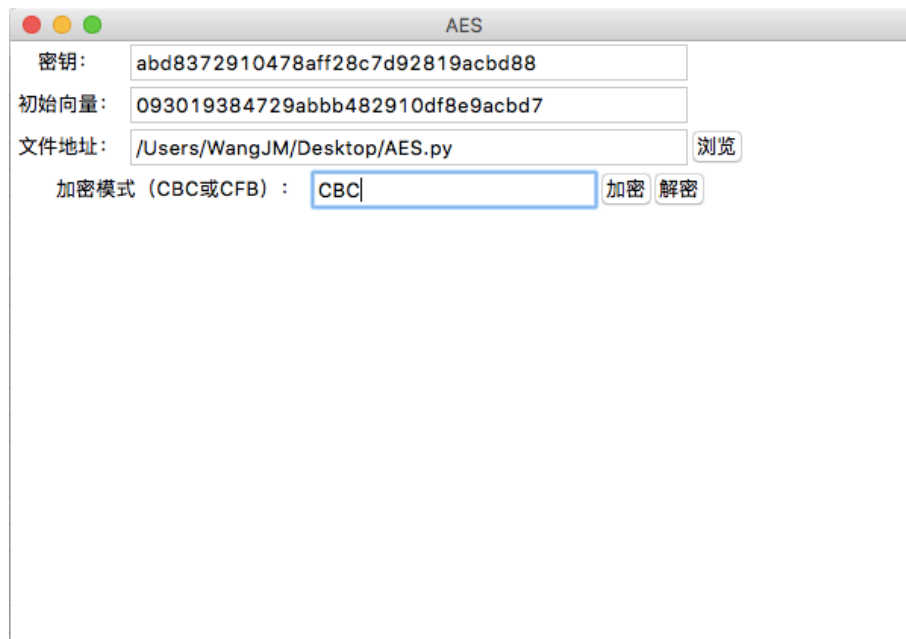 AES
密钥： abd8372910478aff28c7d92819acbd88
初始向量： 093019384729abbb482910df8e9acbd7
文件地址： /Users/WangJM/Desktop/AES.py 浏览
加密模式（CBC或CFB）： CBC 加密 解密